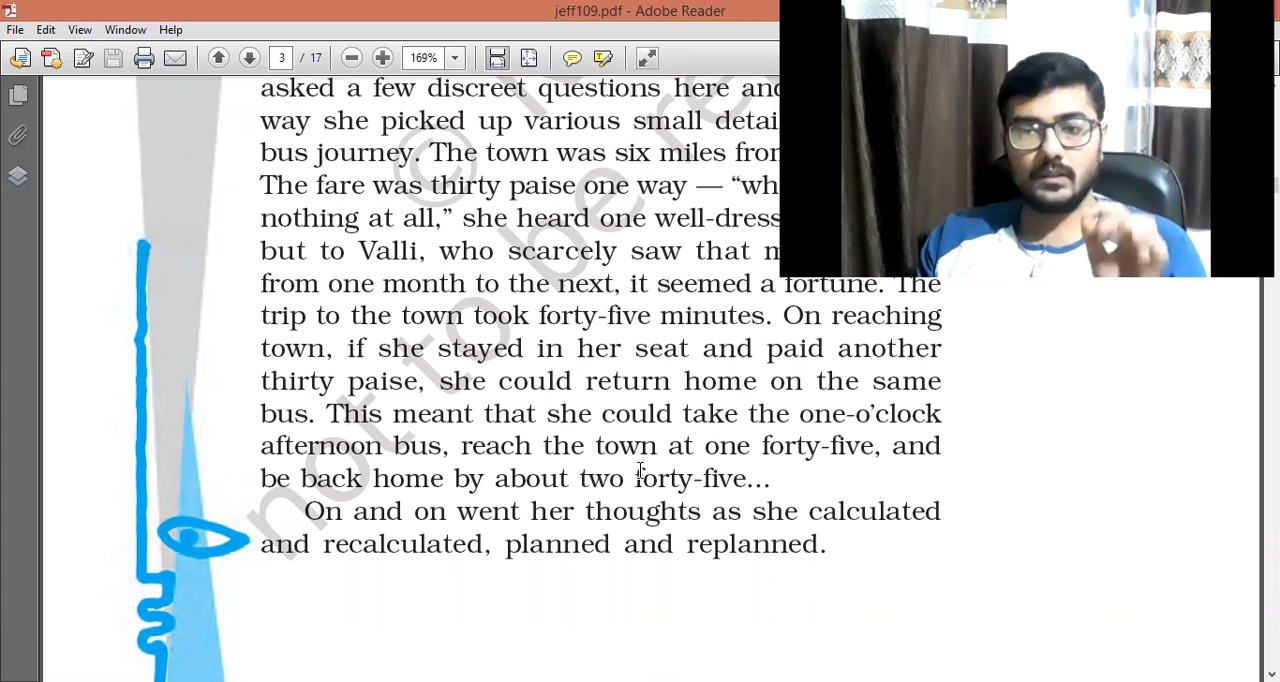 jeff109.pdf - Adobe Reader
File Edit View Window Help
3 / 17 169%
asked a few discreet questions here and
way she picked up various small detai
bus journey. The town was six miles from
The fare was thirty paise one way — “wh
nothing at all,” she heard one well-dress
but to Valli, who scarcely saw that m
from one month to the next, it seemed a fortune. The
trip to the town took forty-five minutes. On reaching
town, if she stayed in her seat and paid another
thirty paise, she could return home on the same
bus. This meant that she could take the one-o’clock
afternoon bus, reach the town at one forty-five, and
be back home by about two forty-five...
On and on went her thoughts as she calculated
and recalculated, planned and replanned.
©
not to be re